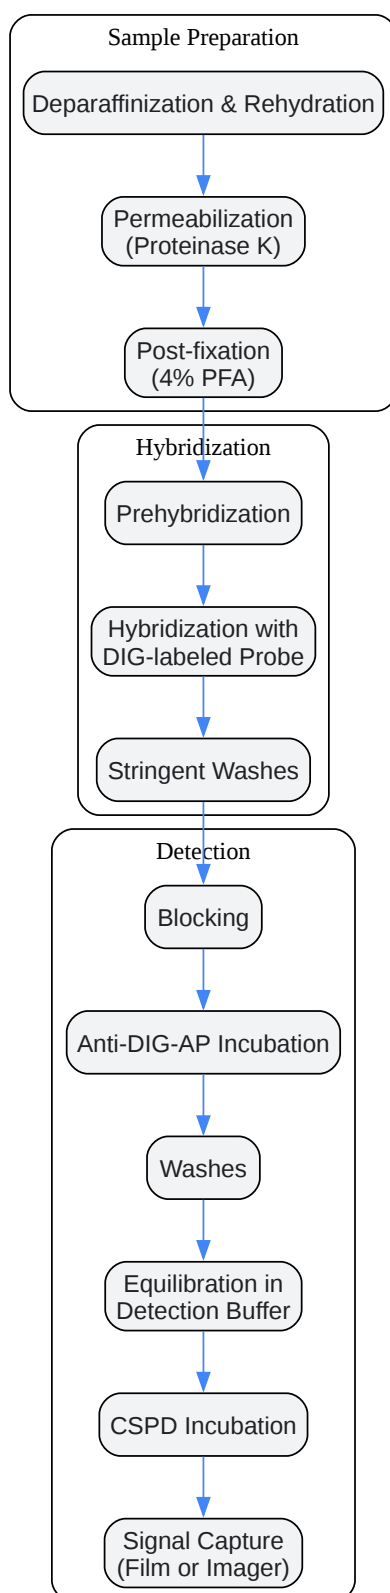 Sample Preparation
Deparaffinization & Rehydration
Permeabilization
(Proteinase K)
Post-fixation
(4% PFA)
Hybridization
Prehybridization
Hybridization with
DIG-labeled Probe
Stringent Washes
Detection
Blocking
Anti-DIG-AP Incubation
Washes
Equilibration in
Detection Buffer
CSPD Incubation
Signal Capture
(Film or Imager)